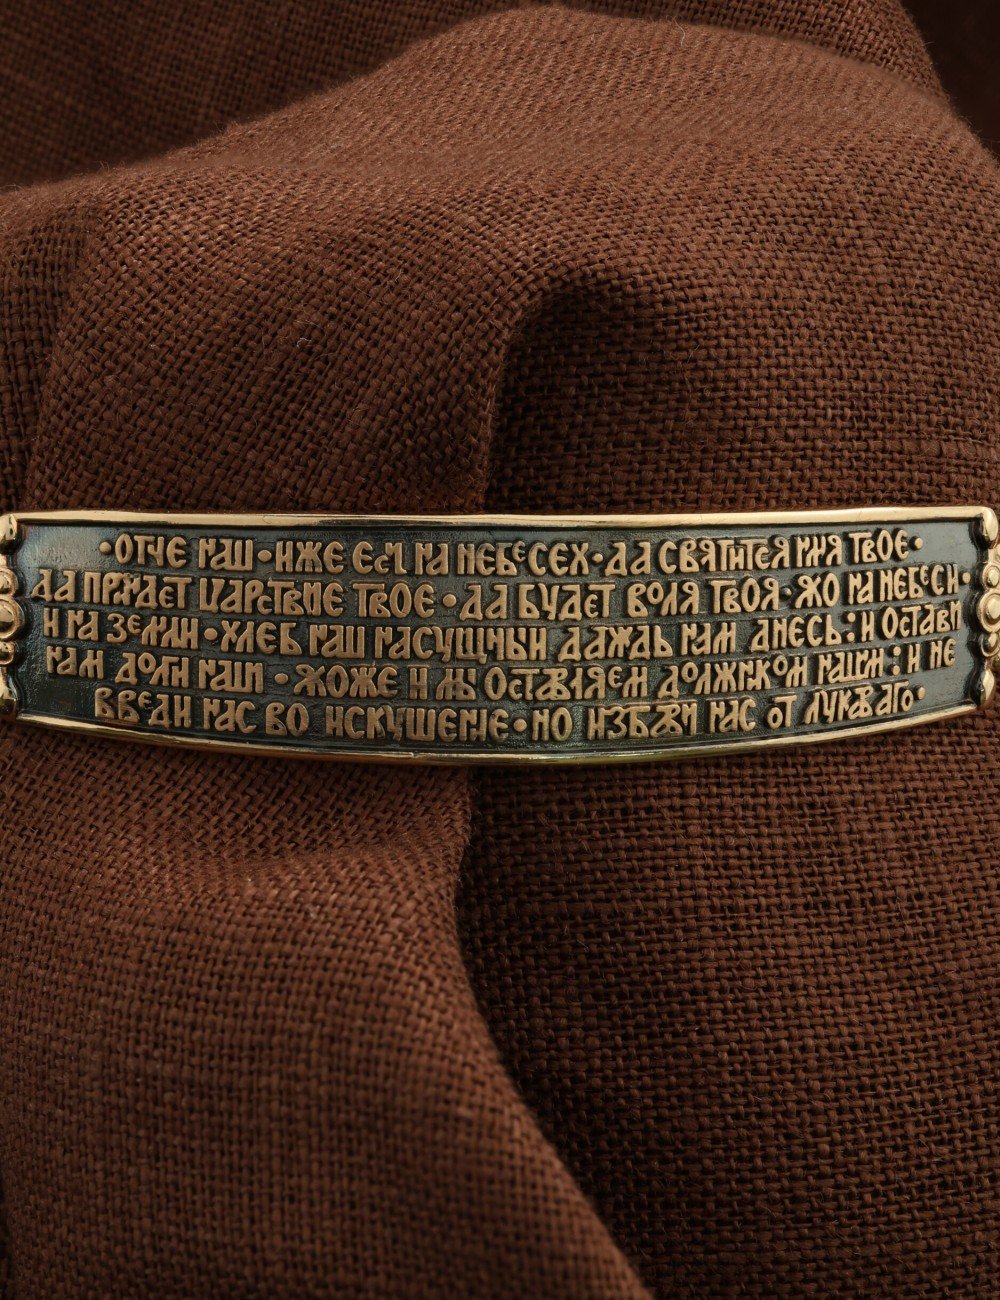 ·ОТЧЕ НАШ·ИЖЕ ЕСИ НА НЕБЕСЕХ·ДА СВЯТИТСЯ ИМЯ ТВОЕ·
ДА ПРИИДЕТ ЦАРСТВИЕ ТВОЕ·ДА БУДЕТ ВОЛЯ ТВОЯ·ЯКО НА НЕБЕСИ·
И НА ЗЕМЛИ·ХЛЕБ НАШ НАСУЩНЫЙ ДАЖДЬ НАМ ДНЕСЬ:И ОСТАВИ
НАМ ДОЛГИ НАШИ·ЯКОЖЕ И МЫ ОСТАВЛЯЕМ ДОЛЖНИКОМ НАШИМ:И НЕ
ВВЕДИ НАС ВО ИСКУШЕНИЕ·НО ИЗБАВИ НАС ОТ ЛУКАВАГО·